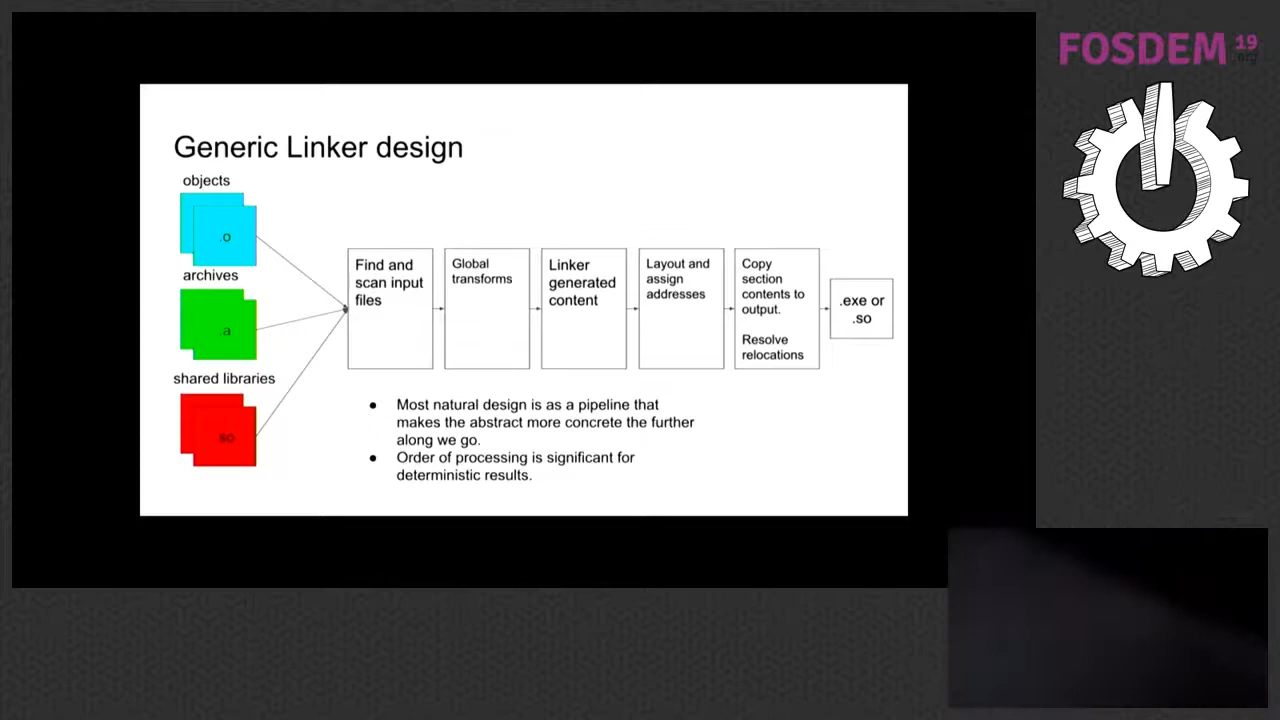 FOSDEM 19
.org
Generic Linker design
objects
.o
archives
.a
shared libraries
.so
Find and
scan input
files
Global
transforms
Linker
generated
content
Layout and
assign
addresses
Copy
section
contents to
output.
Resolve
relocations
.exe or
.so
● Most natural design is as a pipeline that
makes the abstract more concrete the further
along we go.
● Order of processing is significant for
deterministic results.